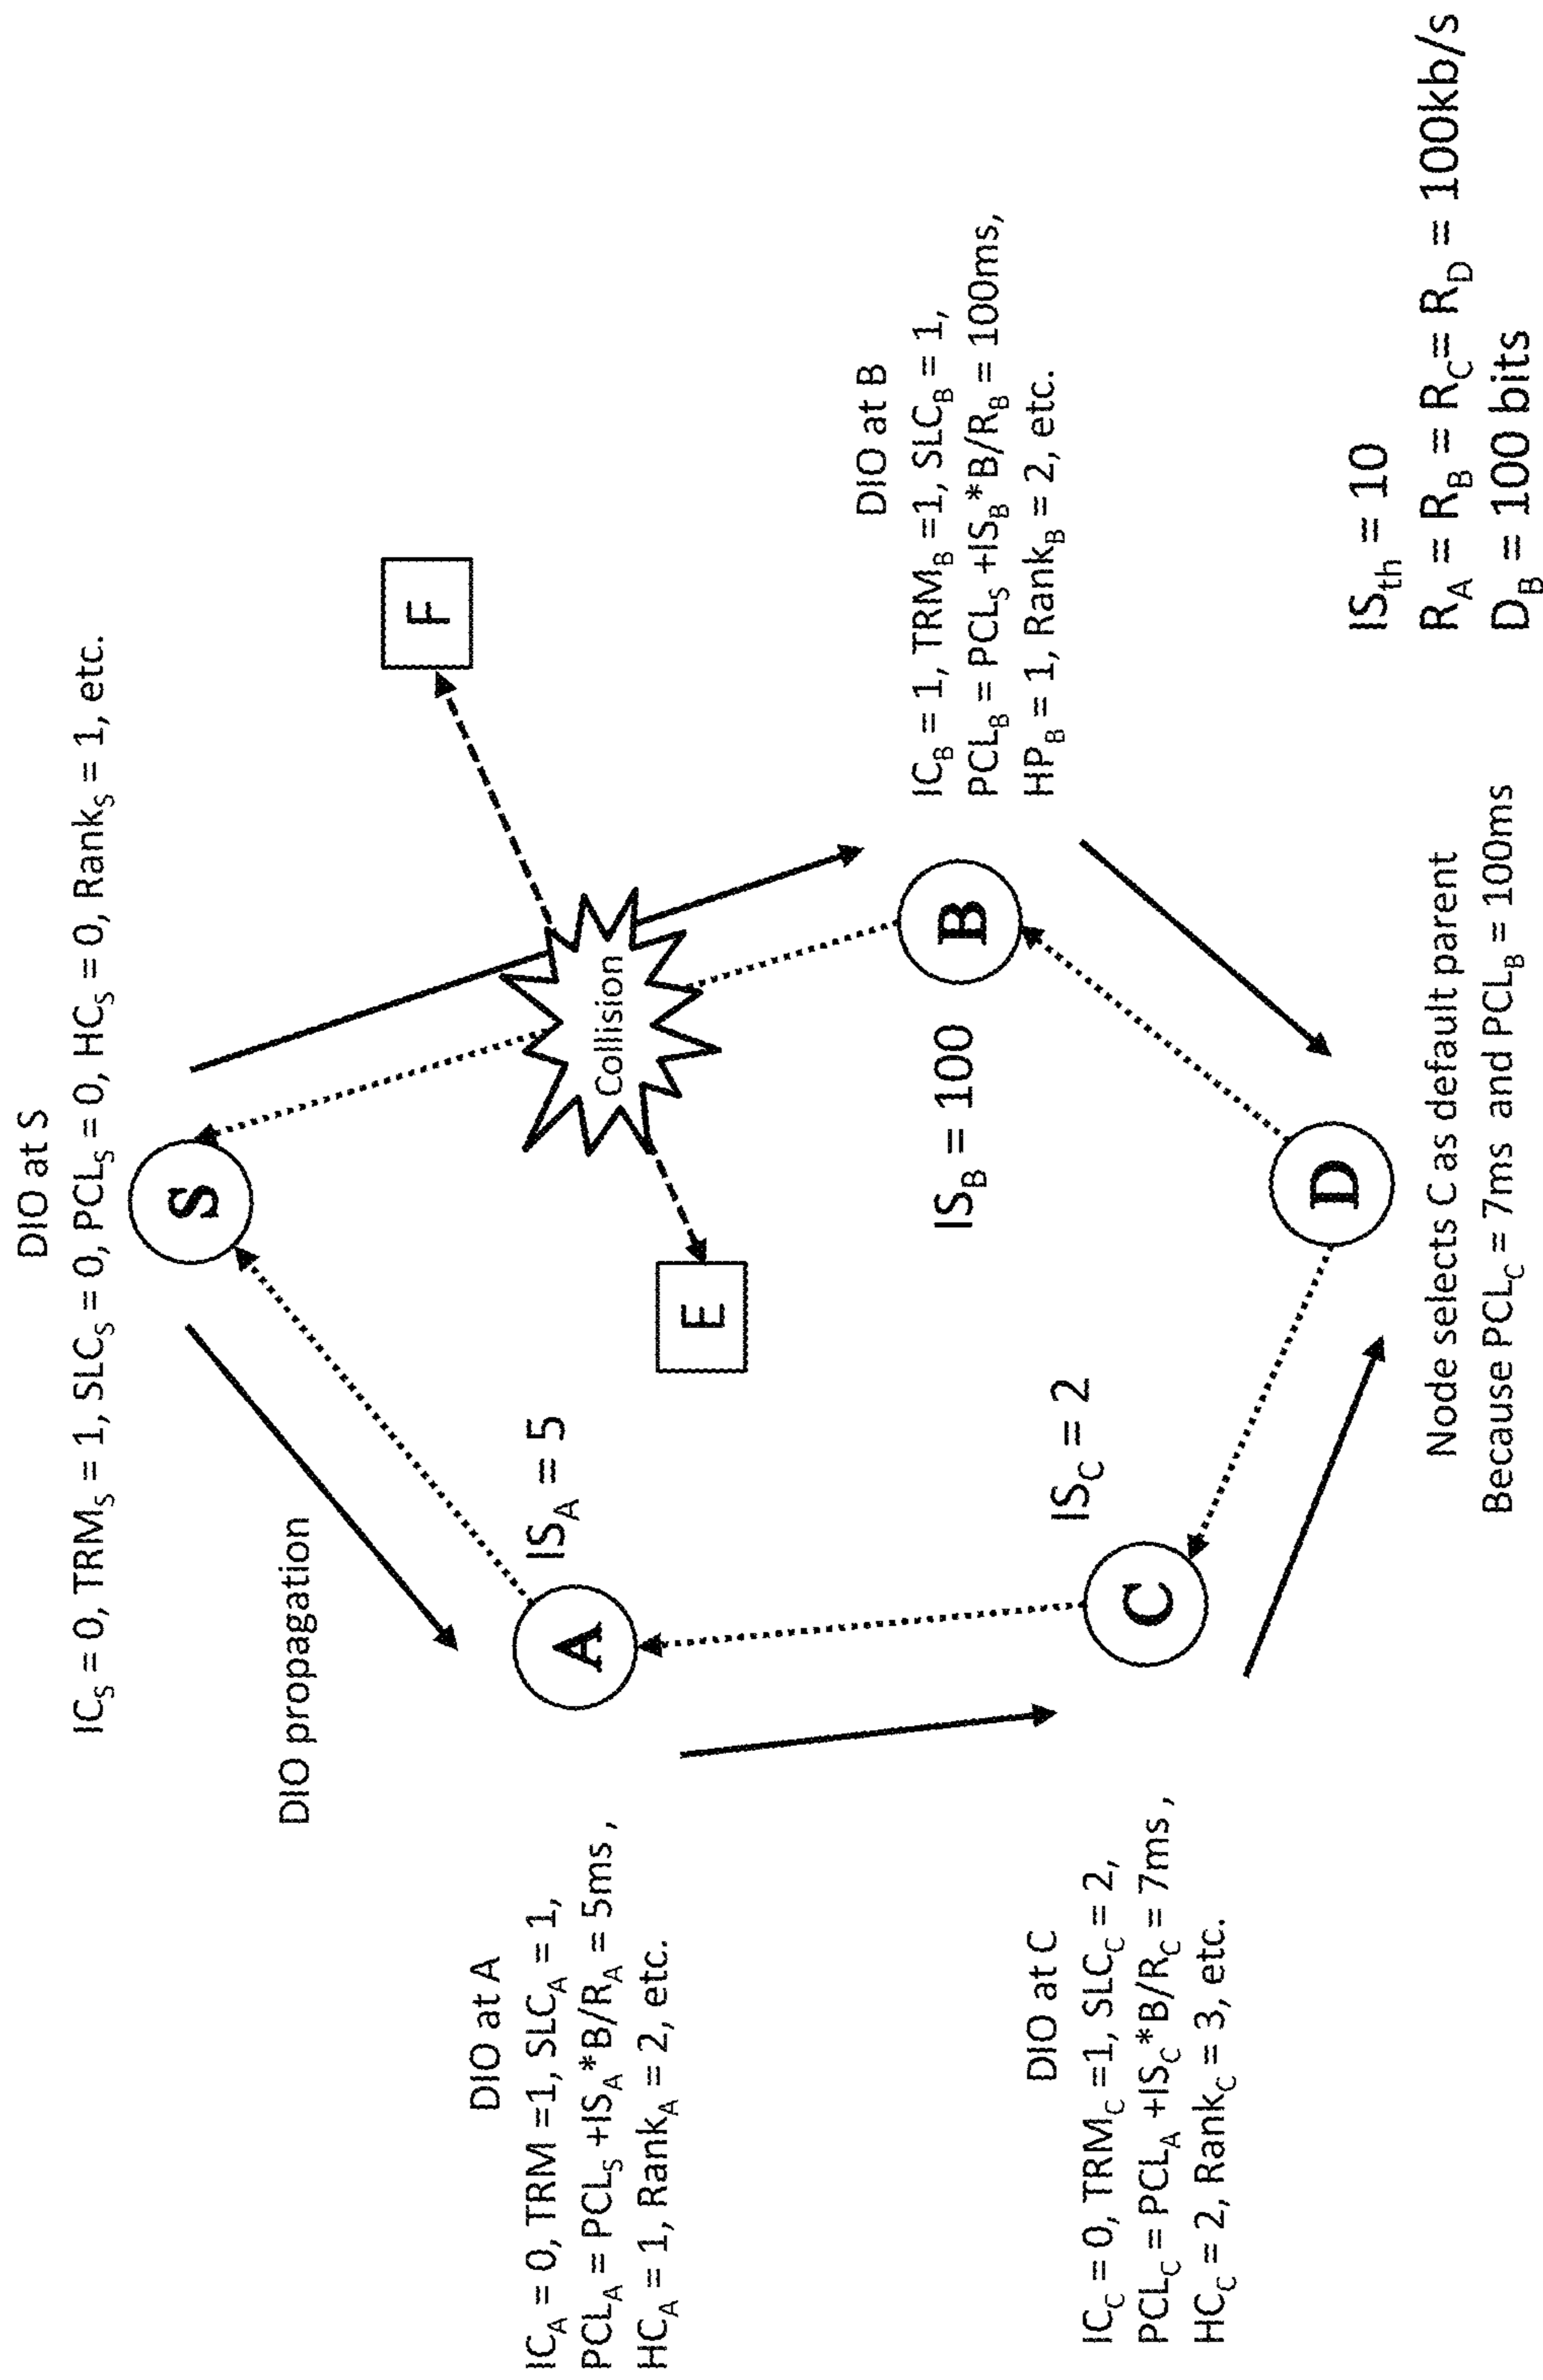 DIO at S
IC_S = 0, TRM_S = 1, SLC_S = 0, PCL_S = 0, HC_S = 0, Rank_S = 1, etc.
S
DIO propagation
F
E
Collision
DIO at A
IC_A = 0, TRM =1, SLC_A = 1,
PCL_A = PCL_S +IS_A*B/R_A = 5ms ,
HC_A = 1, Rank_A = 2, etc.
A
IS_A = 5
DIO at B
IC_B = 1, TRM_B =1, SLC_B = 1,
PCL_B = PCL_S +IS_B*B/R_B = 100ms,
HP_B = 1, Rank_B = 2, etc.
IS_B = 100
B
DIO at C
IC_C = 0, TRM_C =1, SLC_C = 2,
PCL_C = PCL_A +IS_C*B/R_C = 7ms ,
HC_C = 2, Rank_C = 3, etc.
C
IS_C = 2
D
Node selects C as default parent
Because PCL_C = 7ms and PCL_B = 100ms
IS_th = 10
R_A = R_B = R_C= R_D = 100kb/s
D_B = 100 bits